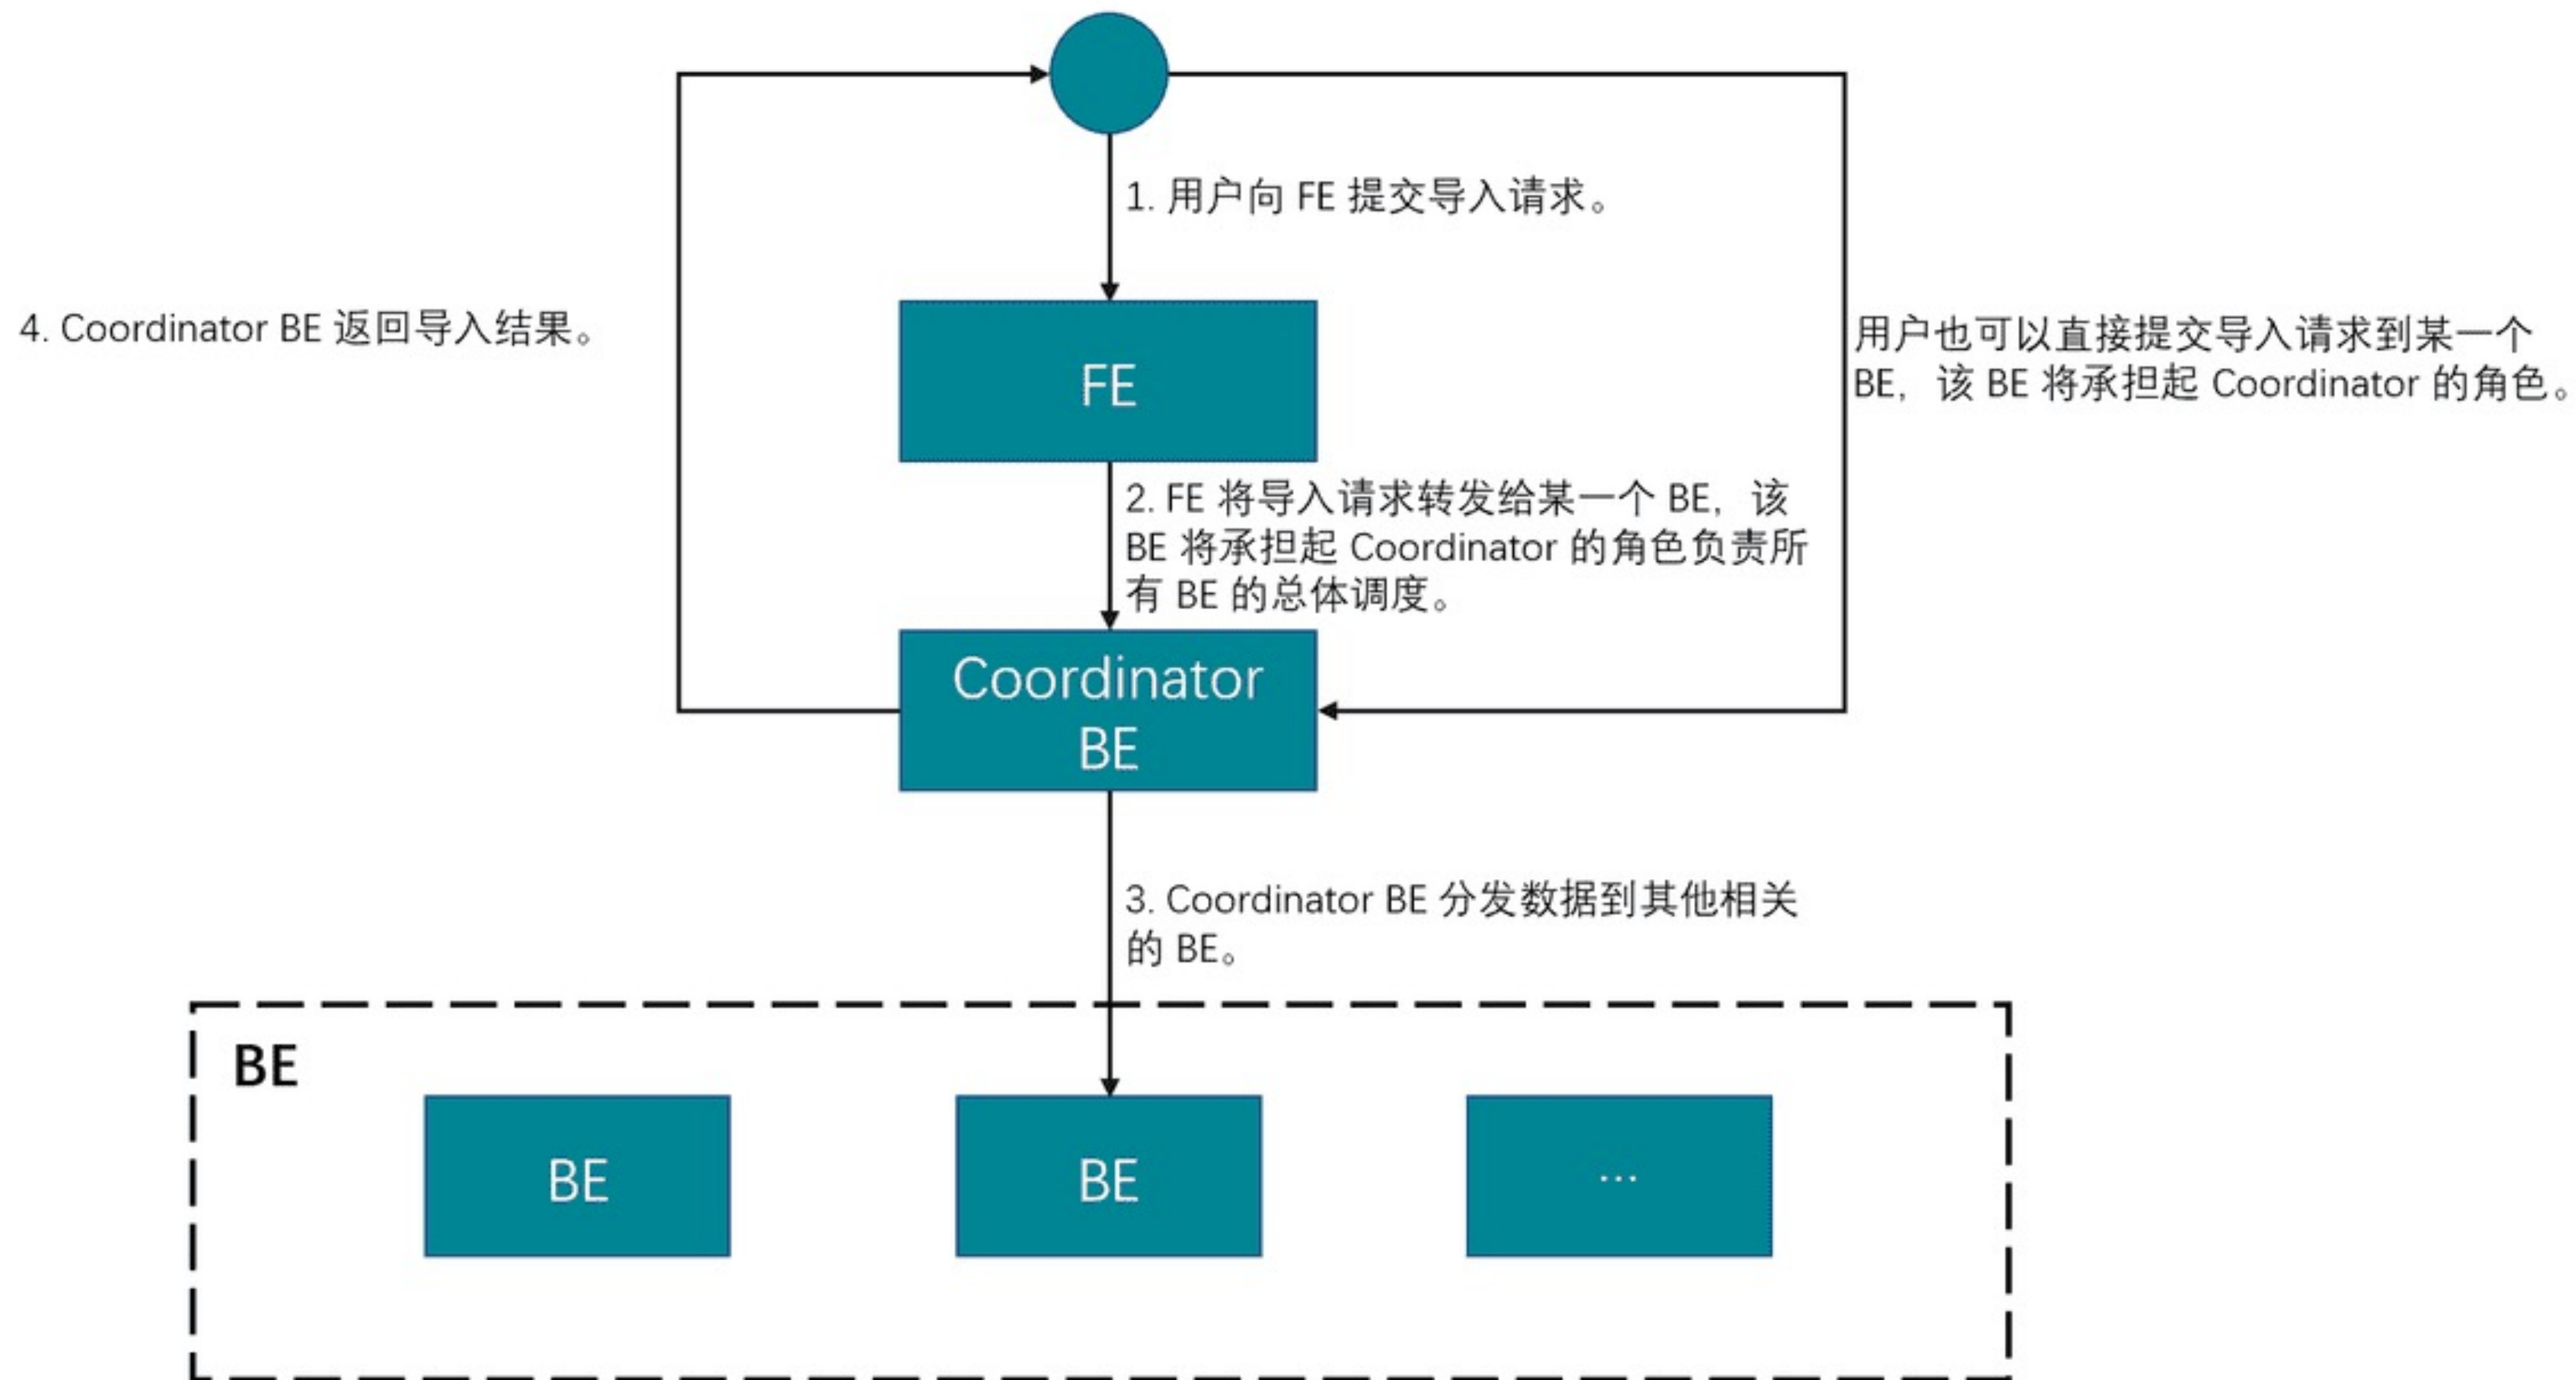 1. 用户向 FE 提交导入请求。
4. Coordinator BE 返回导入结果。
用户也可以直接提交导入请求到某一个
BE，该 BE 将承担起 Coordinator 的角色。
FE
2. FE 将导入请求转发给某一个 BE，该
BE 将承担起 Coordinator 的角色负责所
有 BE 的总体调度。
Coordinator
BE
3. Coordinator BE 分发数据到其他相关
的 BE。
BE
BE
BE
...